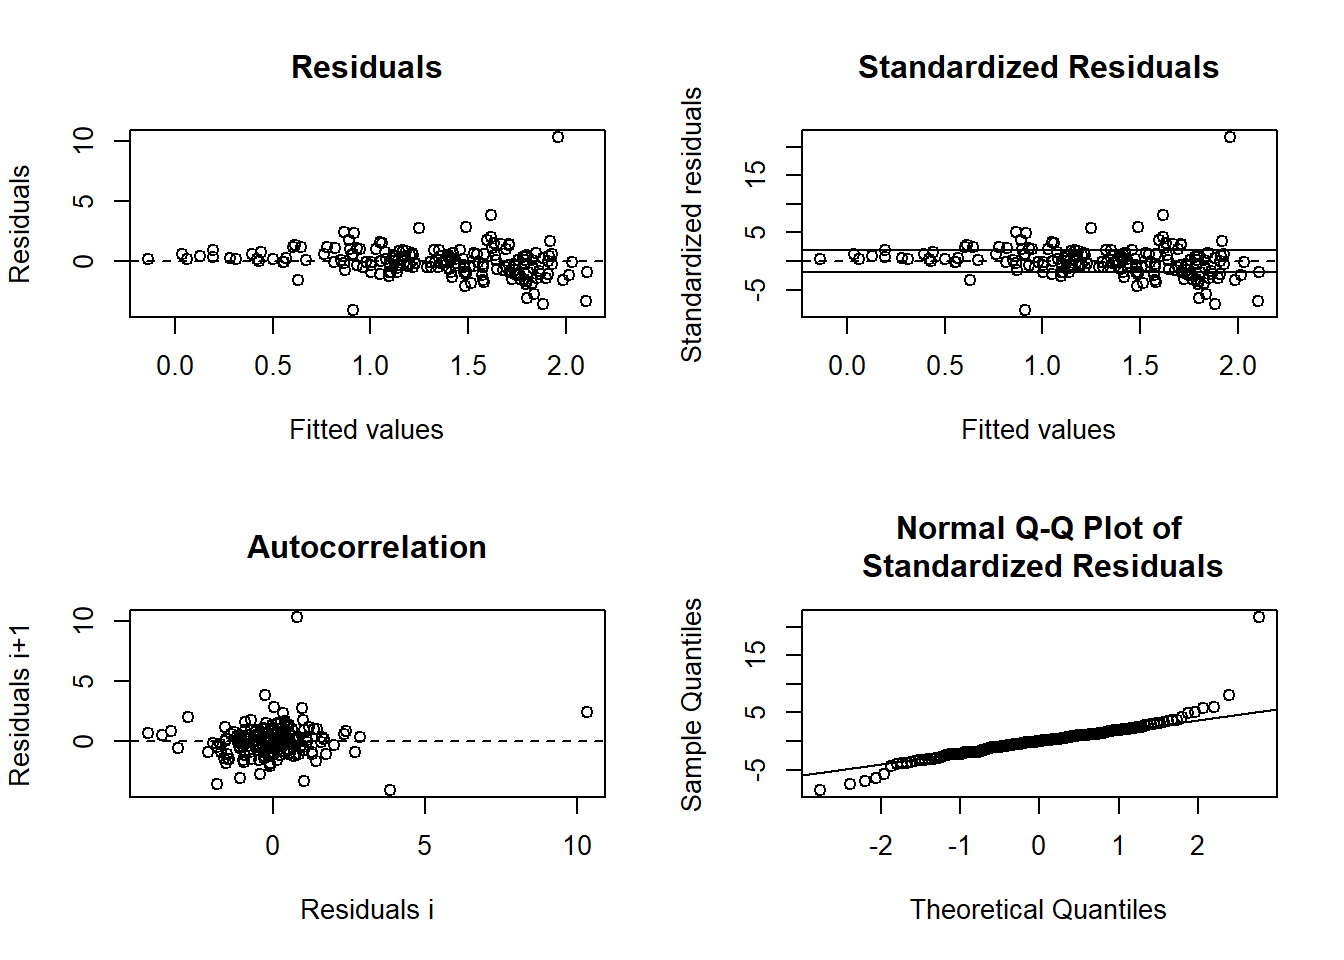 Residuals
Residuals
0 5 10
0.0 0.5 1.0 1.5 2.0
Fitted values
Standardized Residuals
Standardized residuals
-5 5 15
0.0 0.5 1.0 1.5 2.0
Fitted values
Autocorrelation
Residuals i+1
0 5 10
0 5 10
Residuals i
Normal Q-Q Plot of
Standardized Residuals
Sample Quantiles
-5 5 15
-2 -1 0 1 2
Theoretical Quantiles